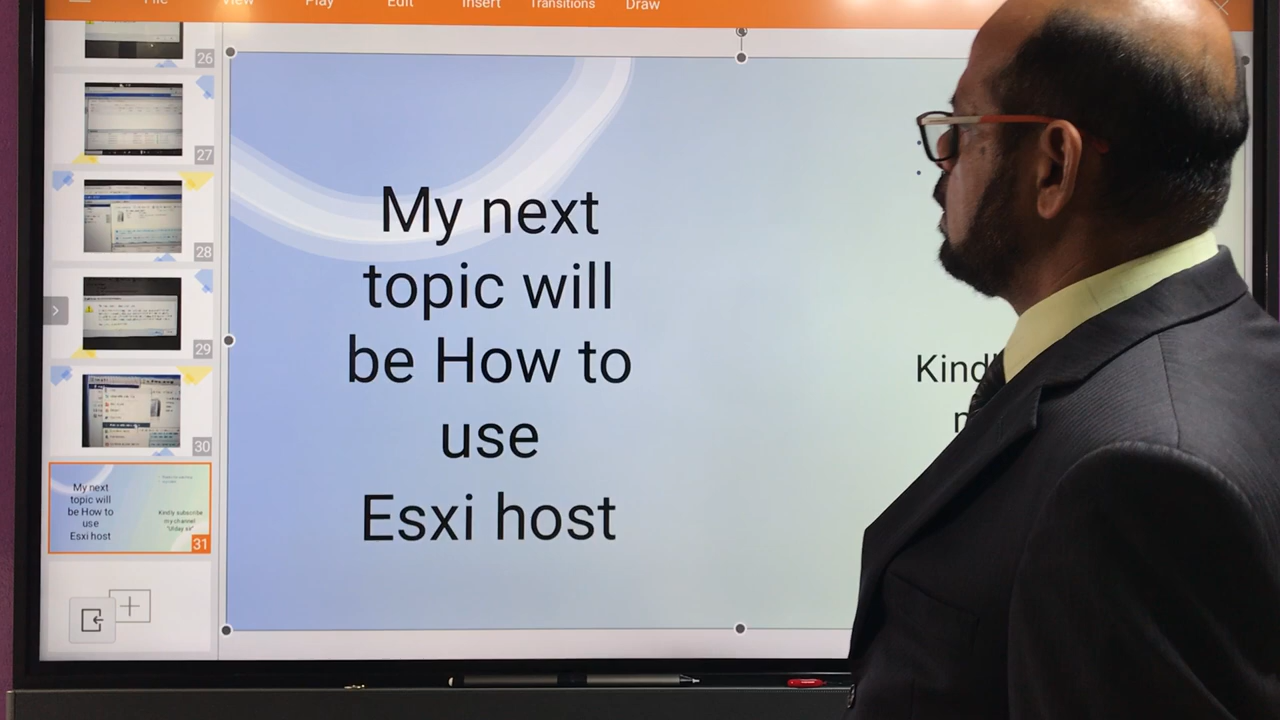 File View Play Edit Insert Transitions Draw
26
27
28
29
30
My next
topic will
be How to
use
Esxi host
Kindly subscribe
my channel
31
My next
topic will
be How to
use
Esxi host
Kindl